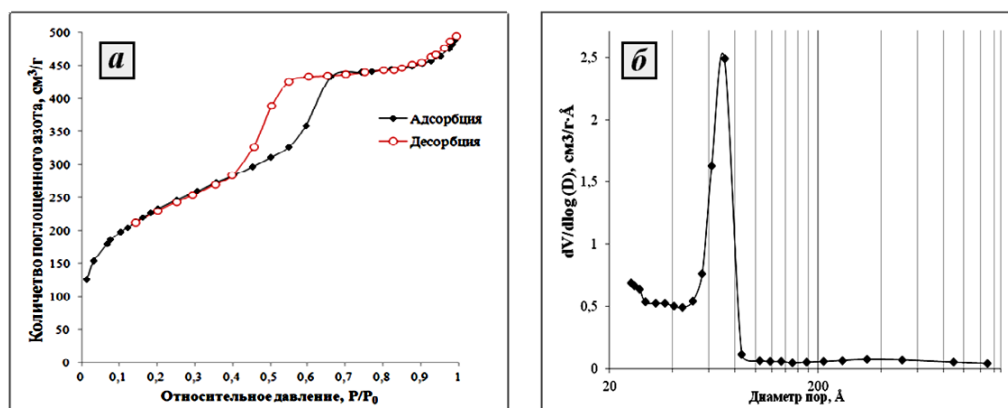 а
Количетво поглощенного азота, см³/г
500
450
400
350
300
250
200
150
100
50
0
Адсорбция
Десорбция
0 0,1 0,2 0,3 0,4 0,5 0,6 0,7 0,8 0,9 1
Относительное давление, P/P₀
б
dV/dlog (D), см3/г·Å
2,5
2
1,5
1
0,5
0
20 200
Диаметр пор, Å